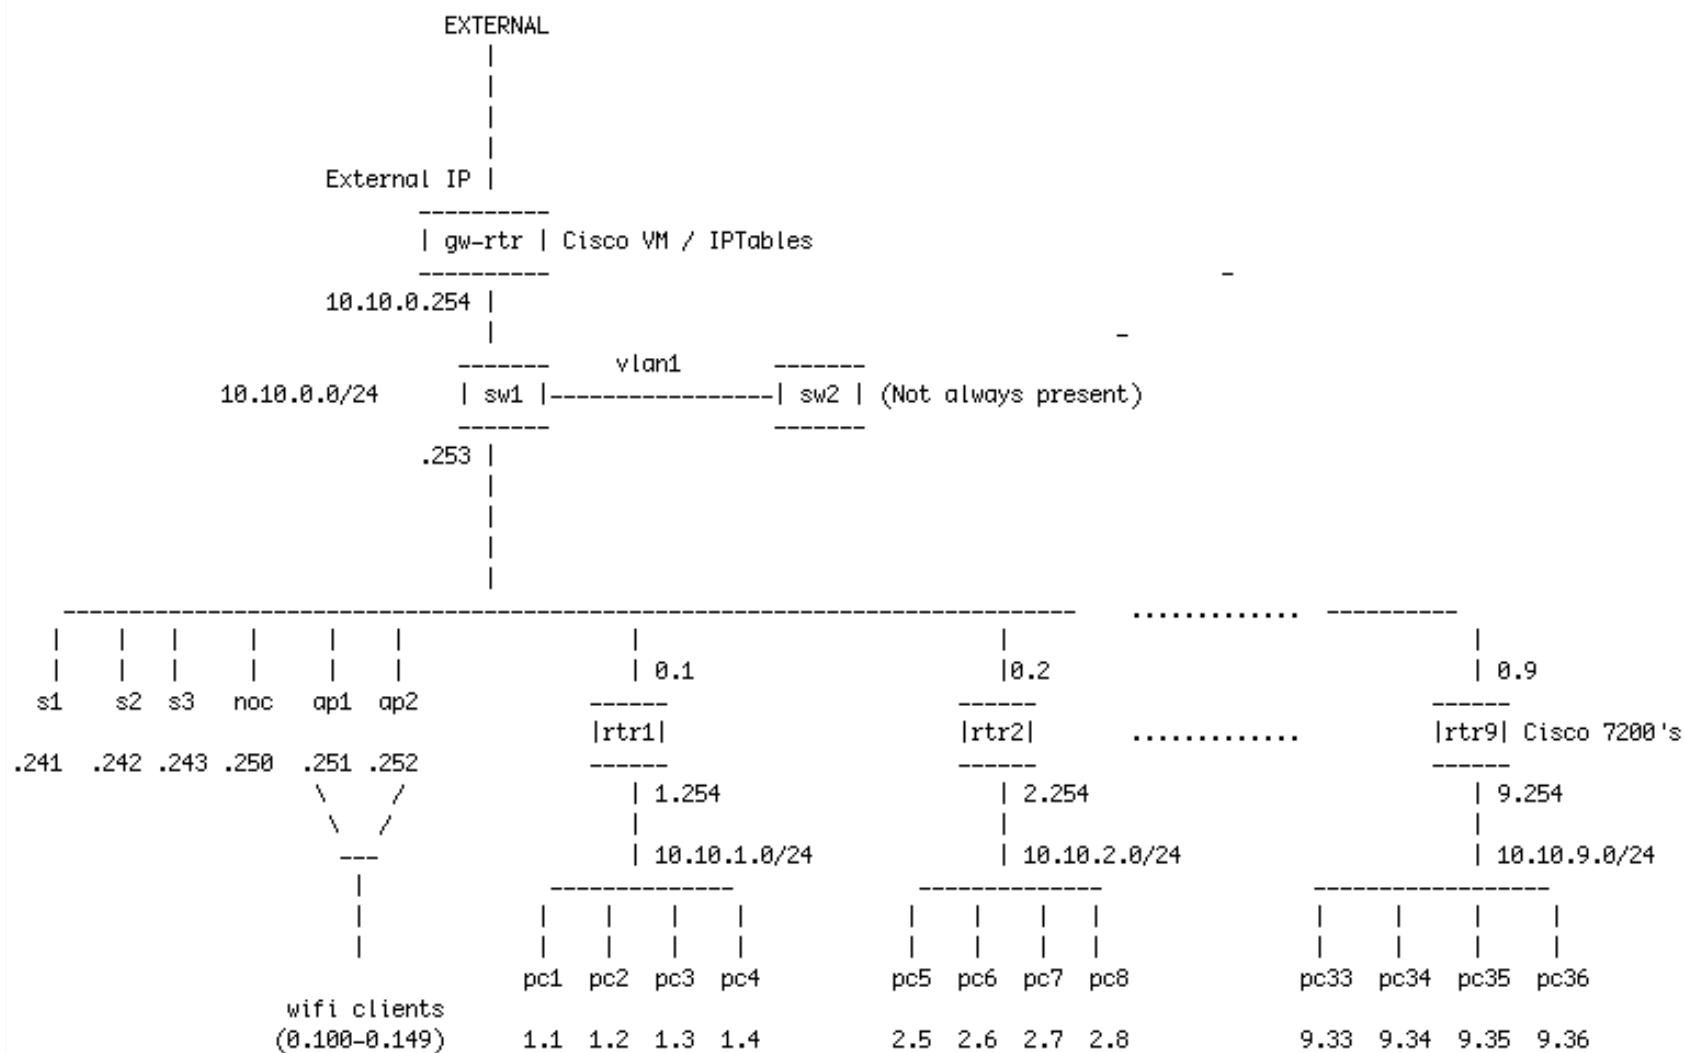 EXTERNAL
External IP
gw-rtr Cisco VM / IPTables
10.10.0.254
vlan1
10.10.0.0/24 sw1 sw2 (Not always present)
.253
.............
0.1 0.2 0.9
s1 s2 s3 noc ap1 ap2
rtr1 rtr2 ............. rtr9 Cisco 7200's
.241 .242 .243 .250 .251 .252
1.254 2.254 9.254
10.10.1.0/24 10.10.2.0/24 10.10.9.0/24
pc1 pc2 pc3 pc4 pc5 pc6 pc7 pc8 pc33 pc34 pc35 pc36
wifi clients
(0.100-0.149) 1.1 1.2 1.3 1.4 2.5 2.6 2.7 2.8 9.33 9.34 9.35 9.36